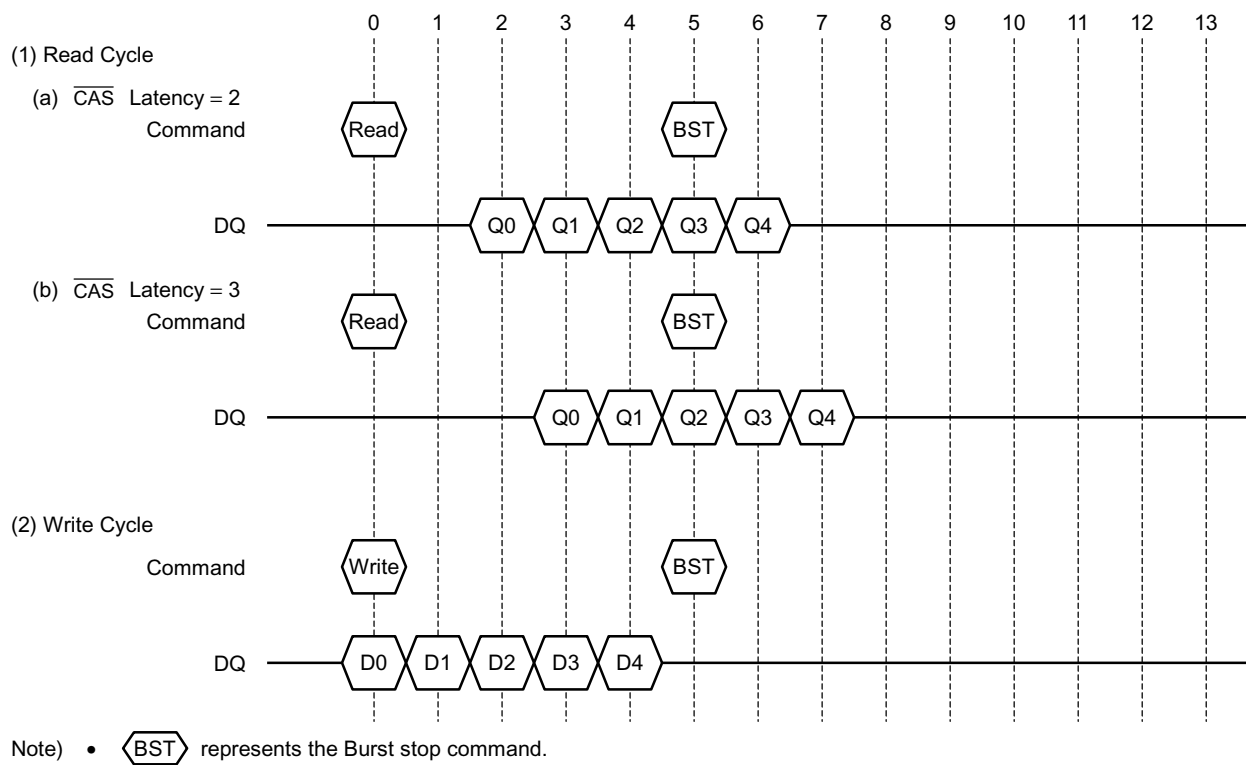 0 1 2 3 4 5 6 7 8 9 10 11 12 13
(1) Read Cycle
(a) CAS Latency = 2
Command Read BST
DQ Q0 Q1 Q2 Q3 Q4
(b) CAS Latency = 3
Command Read BST
DQ Q0 Q1 Q2 Q3 Q4
(2) Write Cycle
Command Write BST
DQ D0 D1 D2 D3 D4
Note) • BST represents the Burst stop command.